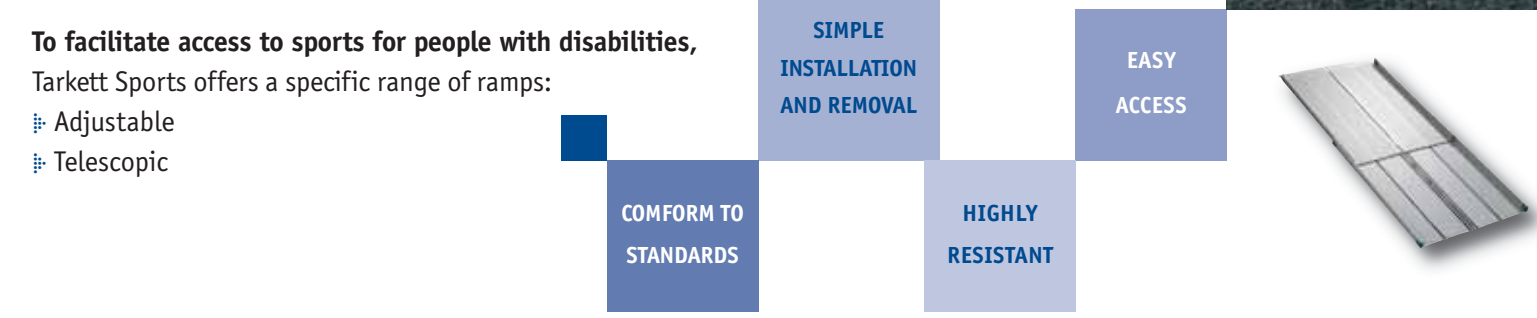 To facilitate access to sports for people with disabilities,
Tarkett Sports offers a specific range of ramps:
Adjustable
Telescopic
COMFORM TO
STANDARDS
SIMPLE
INSTALLATION
AND REMOVAL
HIGHLY
RESISTANT
EASY
ACCESS